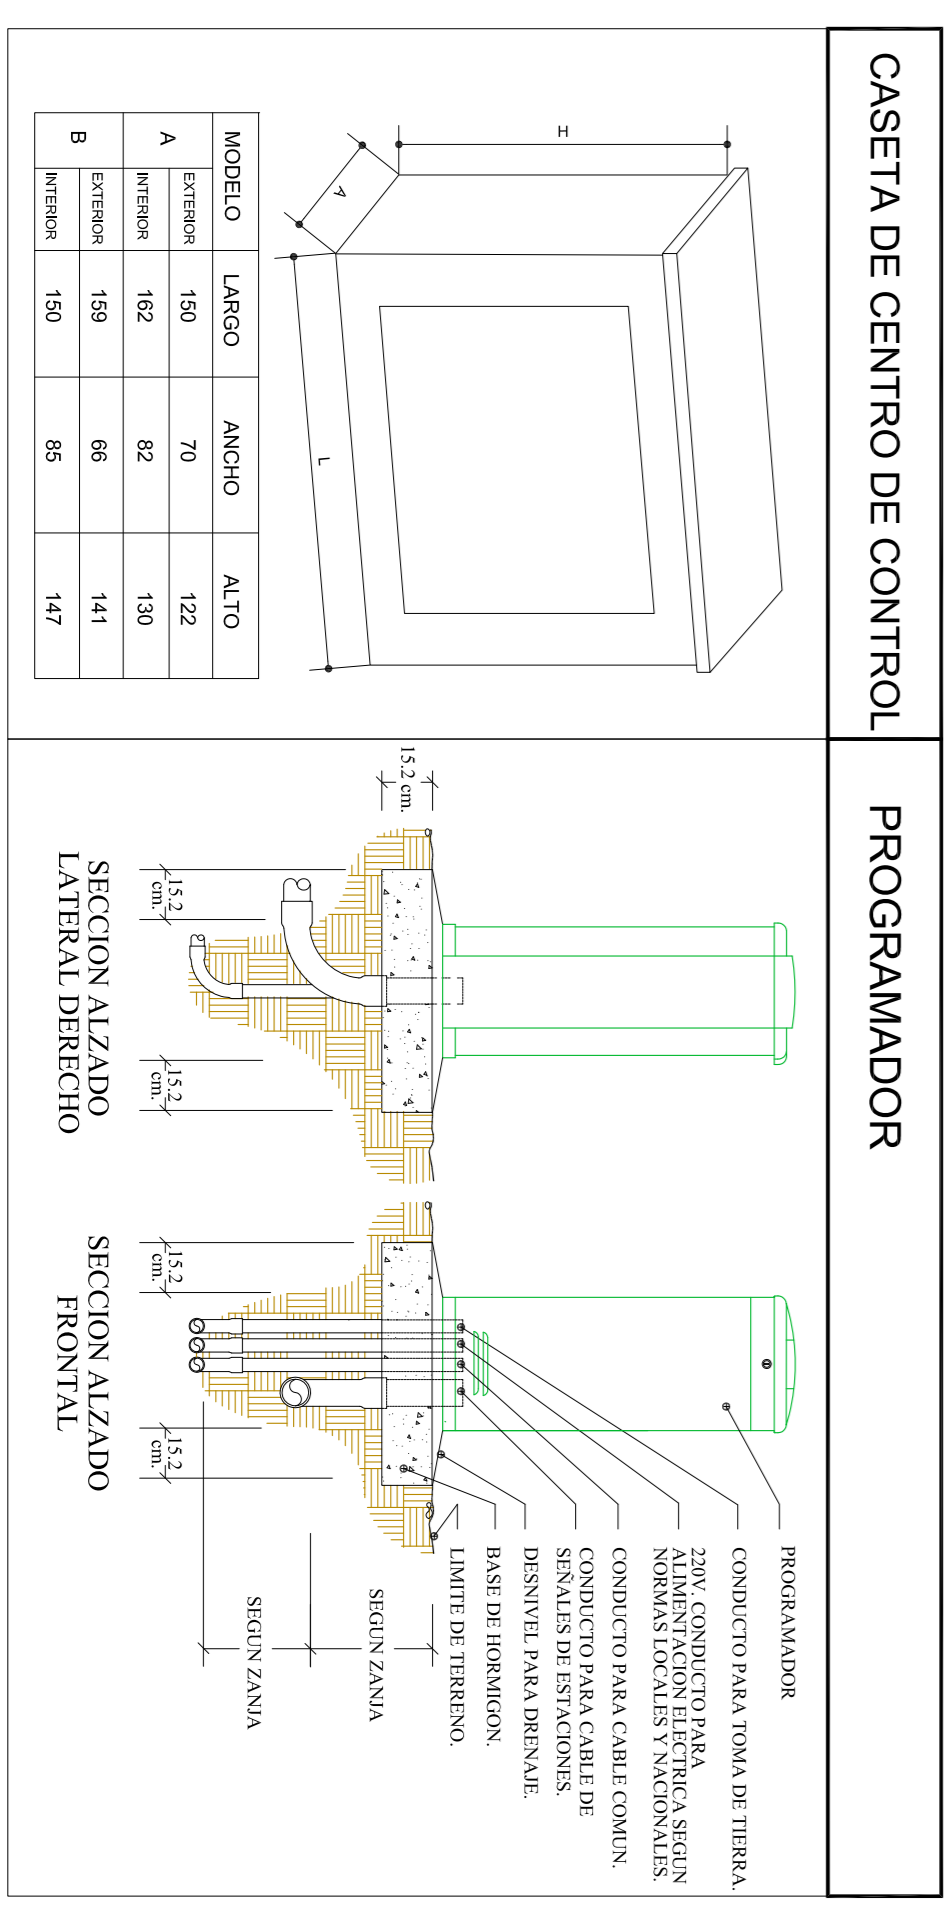 CASETA DE CENTRO DE CONTROL
H
A
L
MODELO LARGO ANCHO ALTO
A EXTERIOR 150 70 122
INTERIOR 162 82 130
B EXTERIOR 159 66 141
INTERIOR 150 85 147
PROGRAMADOR
15.2 cm.
15.2
cm.
15.2
cm.
SECCION ALZADO
LATERAL DERECHO
15.2
cm.
15.2
cm.
SECCION ALZADO
FRONTAL
PROGRAMADOR
CONDUCTO PARA TOMA DE TIERRA.
220V. CONDUCTO PARA
ALIMENTACION ELECTRICA SEGUN
NORMAS LOCALES Y NACIONALES.
CONDUCTO PARA CABLE COMUN.
CONDUCTO PARA CABLE DE
SEÑALES DE ESTACIONES.
DESNIVEL PARA DRENAJE.
BASE DE HORMIGON.
LIMITE DE TERRENO.
SEGUN ZANJA
SEGUN ZANJA